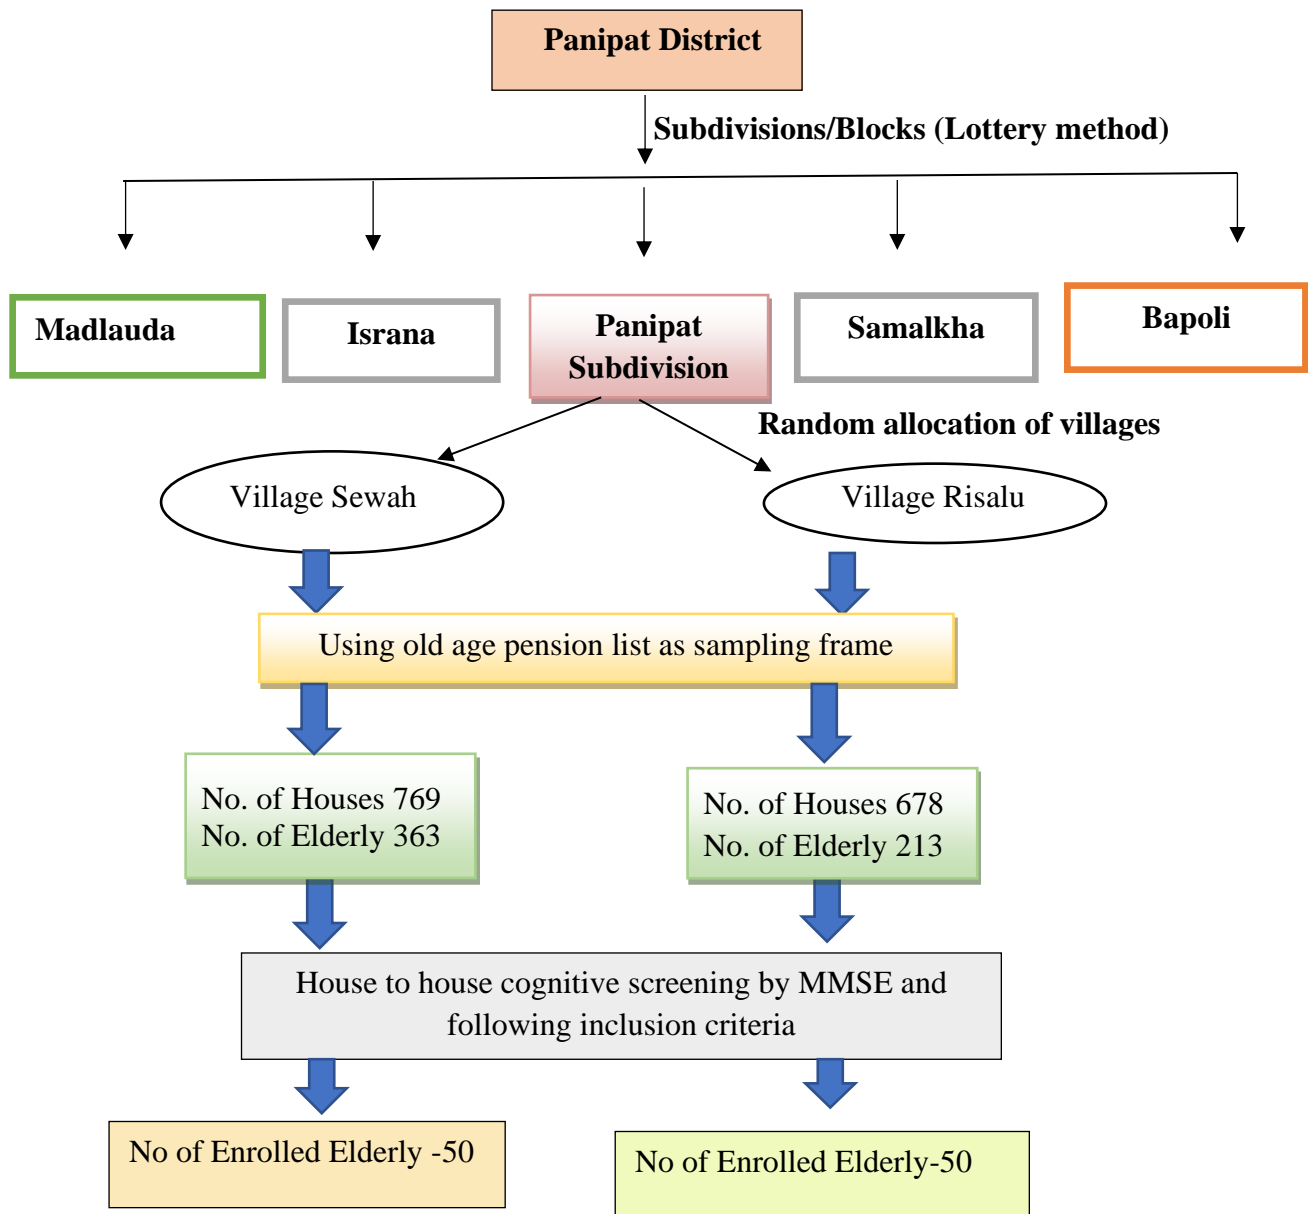 Panipat District
Subdivisions/Blocks (Lottery method)
Madlauda
Israna
Panipat
Subdivision
Samalkha
Bapoli
Random allocation of villages
Village Sewah
Village Risalu
Using old age pension list as sampling frame
No. of Houses 769
No. of Elderly 363
No. of Houses 678
No. of Elderly 213
House to house cognitive screening by MMSE and
following inclusion criteria
No of Enrolled Elderly -50
No of Enrolled Elderly-50